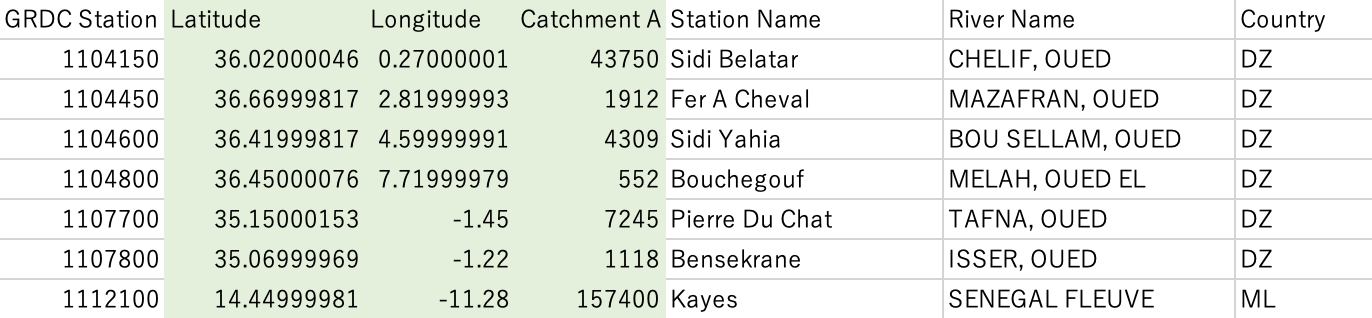 GRDC Station Latitude Longitude Catchment A Station Name River Name Country
1104150 36.02000046 0.27000001 43750 Sidi Belatar CHELIF, OUED DZ
1104450 36.66999817 2.81999993 1912 Fer A Cheval MAZAFRAN, OUED DZ
1104600 36.41999817 4.59999991 4309 Sidi Yahia BOU SELLAM, OUED DZ
1104800 36.45000076 7.71999979 552 Bouchegouf MELAH, OUED EL DZ
1107700 35.15000153 -1.45 7245 Pierre Du Chat TAFNA, OUED DZ
1107800 35.06999969 -1.22 1118 Bensekrane ISSER, OUED DZ
1112100 14.44999981 -11.28 157400 Kayes SENEGAL FLEUVE ML